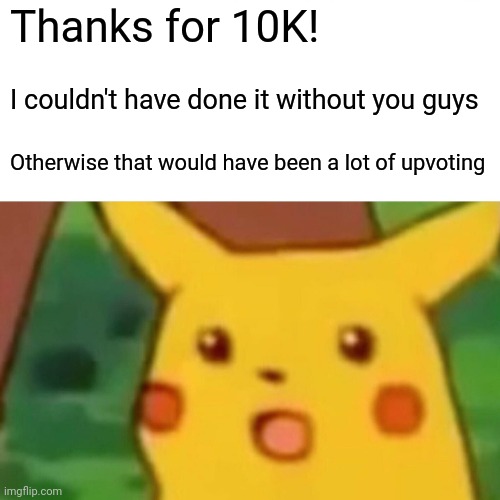 Thanks for 10K!
I couldn't have done it without you guys
Otherwise that would have been a lot of upvoting
imgflip.com